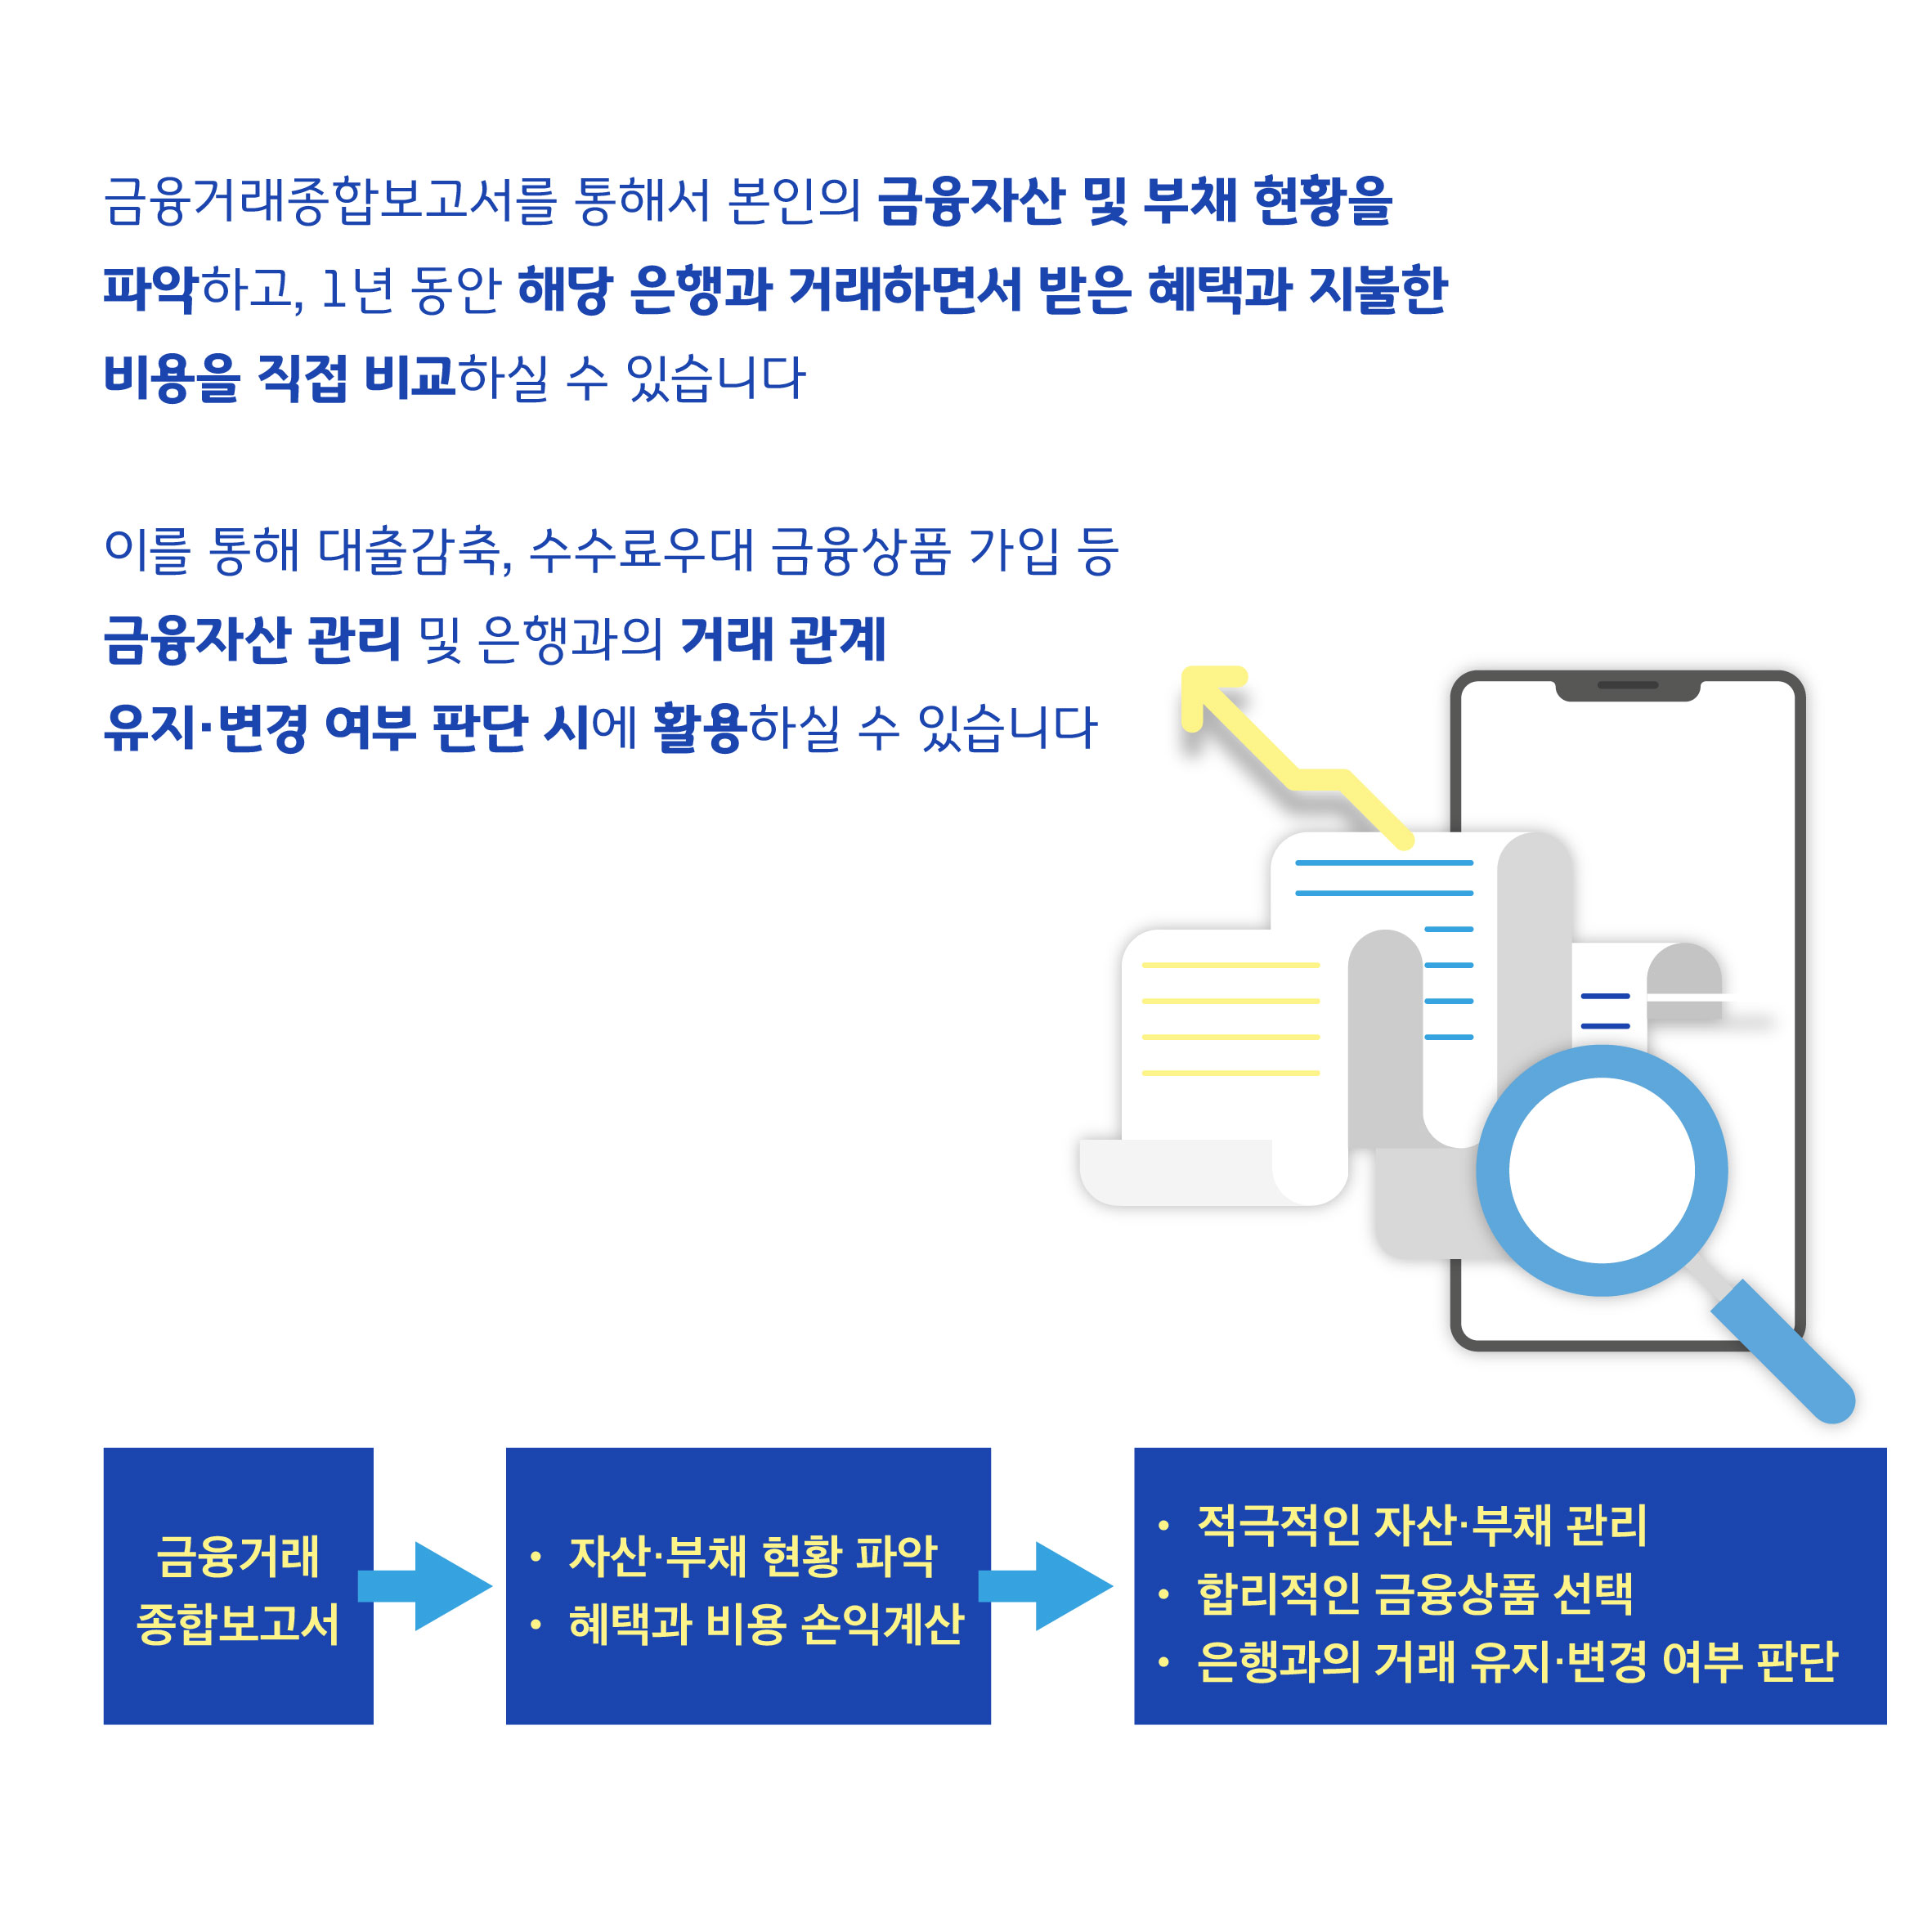 금융거래종합보고서를 통해서 본인의 금융자산 및 부채 현황을
파악하고, 1년 동안 해당 은행과 거래하면서 받은 혜택과 지불한
비용을 직접 비교하실 수 있습니다
이를 통해 대출감축, 수수료우대 금융상품 가입 등
금융자산 관리 및 은행과의 거래 관계
유지·변경 여부 판단 시에 활용하실 수 있습니다
금융거래
종합보고서
• 자산·부채 현황 파악
• 혜택과 비용 손익계산
• 적극적인 자산·부채 관리
• 합리적인 금융상품 선택
• 은행과의 거래 유지·변경 여부 판단